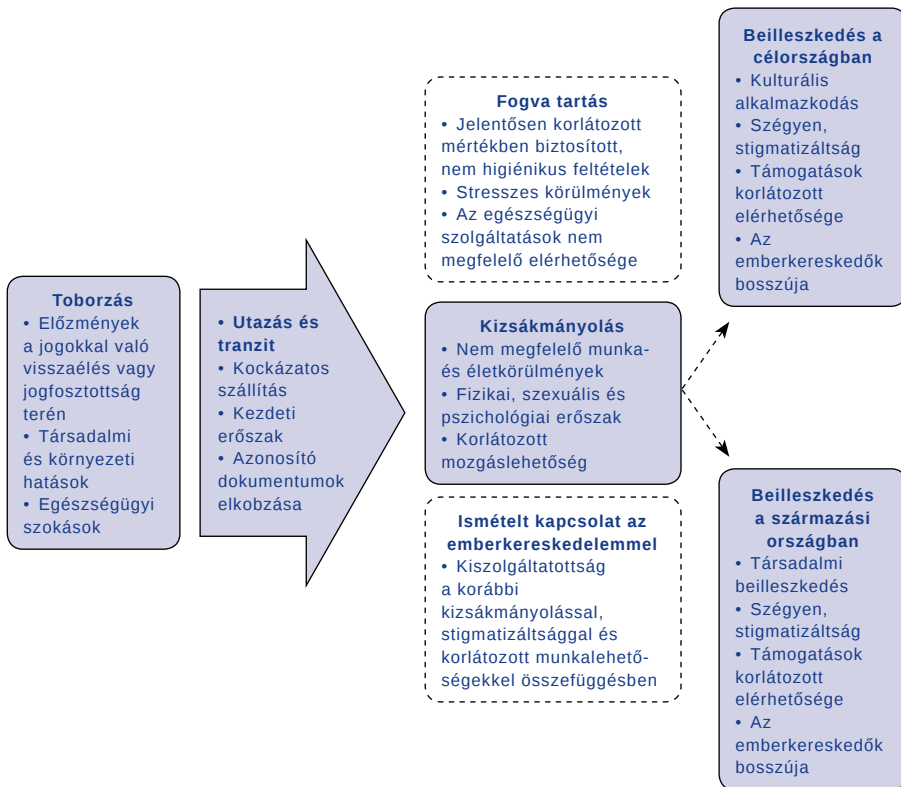 Toborzás
• Előzmények
a jogokkal való
visszaélés vagy
jogfosztottság
terén
• Társadalmi
és környezeti
hatások
• Egészségügyi
szokások
• Utazás és
tranzit
• Kockázatos
szállítás
• Kezdeti
erőszak
• Azonosító
dokumentumok
elkobzása
Fogva tartás
• Jelentősen korlátozott
mértékben biztosított,
nem higiénikus feltételek
• Stresszes körülmények
• Az egészségügyi
szolgáltatások nem
megfelelő elérhetősége
Kizsákmányolás
• Nem megfelelő munka-
és életkörülmények
• Fizikai, szexuális és
pszichológiai erőszak
• Korlátozott
mozgáslehetőség
Ismételt kapcsolat az
emberkereskedelemmel
• Kiszolgáltatottság
a korábbi
kizsákmányolással,
stigmatizáltsággal és
korlátozott munkalehető-
ségekkel összefüggésben
Beilleszkedés a
célországban
• Kulturális
alkalmazkodás
• Szégyen,
stigmatizáltság
• Támogatások
korlátozott
elérhetősége
• Az
emberkereskedők
bosszúja
Beilleszkedés
a származási
országban
• Társadalmi
beilleszkedés
• Szégyen,
stigmatizáltság
• Támogatások
korlátozott
elérhetősége
• Az
emberkereskedők
bosszúja